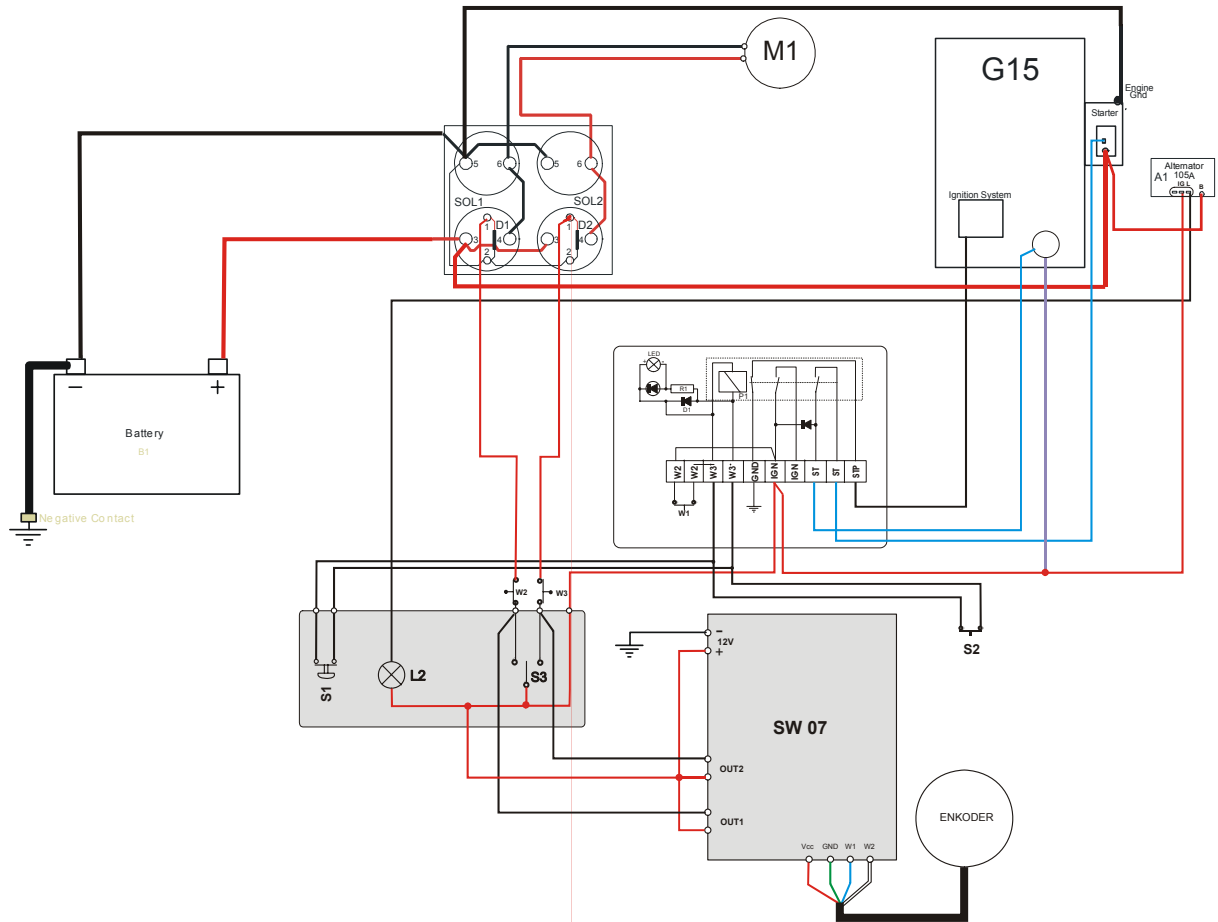 M1
G15
Engine
Gnd
Starter
Alternator
A1 105A
IG L
B
5 6 5 6
SOL1 SOL2
1 D1 1 D2
3 4 3 4
2 2
Ignition System
LED
+ -
R1
D1
P1
W2 W2 W3 W3 GND IGN IGN ST ST STP
W1
− +
Battery
B1
Negative Contact
W2 W3
S1
L2
S3
S2
-
12V
+
SW 07
OUT2
OUT1
Vcc GND W1 W2
ENKODER